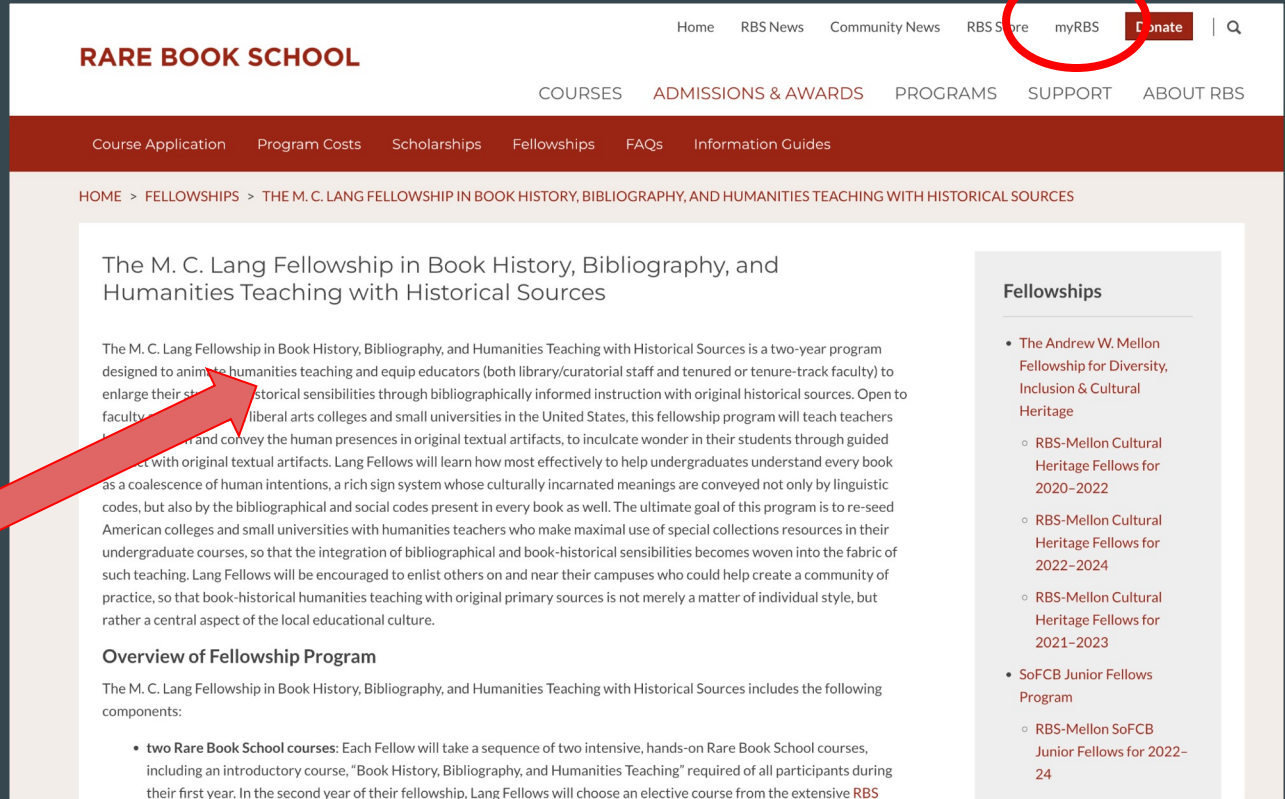 Home RBS News Community News RBS Store myRBS Donate
RARE BOOK SCHOOL
COURSES ADMISSIONS & AWARDS PROGRAMS SUPPORT ABOUT RBS
Course Application Program Costs Scholarships Fellowships FAQs Information Guides
HOME > FELLOWSHIPS > THE M. C. LANG FELLOWSHIP IN BOOK HISTORY, BIBLIOGRAPHY, AND HUMANITIES TEACHING WITH HISTORICAL SOURCES
The M. C. Lang Fellowship in Book History, Bibliography, and
Humanities Teaching with Historical Sources
The M. C. Lang Fellowship in Book History, Bibliography, and Humanities Teaching with Historical Sources is a two-year program
designed to animate humanities teaching and equip educators (both library/curatorial staff and tenured or tenure-track faculty) to
enlarge their historical sensibilities through bibliographically informed instruction with original historical sources. Open to
faculty liberal arts colleges and small universities in the United States, this fellowship program will teach teachers
and convey the human presences in original textual artifacts, to inculcate wonder in their students through guided
with original textual artifacts. Lang Fellows will learn how most effectively to help undergraduates understand every book
as a coalescence of human intentions, a rich sign system whose culturally incarnated meanings are conveyed not only by linguistic
codes, but also by the bibliographical and social codes present in every book as well. The ultimate goal of this program is to re-seed
American colleges and small universities with humanities teachers who make maximal use of special collections resources in their
undergraduate courses, so that the integration of bibliographical and book-historical sensibilities becomes woven into the fabric of
such teaching. Lang Fellows will be encouraged to enlist others on and near their campuses who could help create a community of
practice, so that book-historical humanities teaching with original primary sources is not merely a matter of individual style, but
rather a central aspect of the local educational culture.
Overview of Fellowship Program
The M. C. Lang Fellowship in Book History, Bibliography, and Humanities Teaching with Historical Sources includes the following
components:
• two Rare Book School courses: Each Fellow will take a sequence of two intensive, hands-on Rare Book School courses,
including an introductory course, “Book History, Bibliography, and Humanities Teaching” required of all participants during
their first year. In the second year of their fellowship, Lang Fellows will choose an elective course from the extensive RBS
Fellowships
• The Andrew W. Mellon
Fellowship for Diversity,
Inclusion & Cultural
Heritage
○ RBS-Mellon Cultural
Heritage Fellows for
2020–2022
○ RBS-Mellon Cultural
Heritage Fellows for
2022–2024
○ RBS-Mellon Cultural
Heritage Fellows for
2021–2023
• SoFCB Junior Fellows
Program
○ RBS-Mellon SoFCB
Junior Fellows for 2022–
24